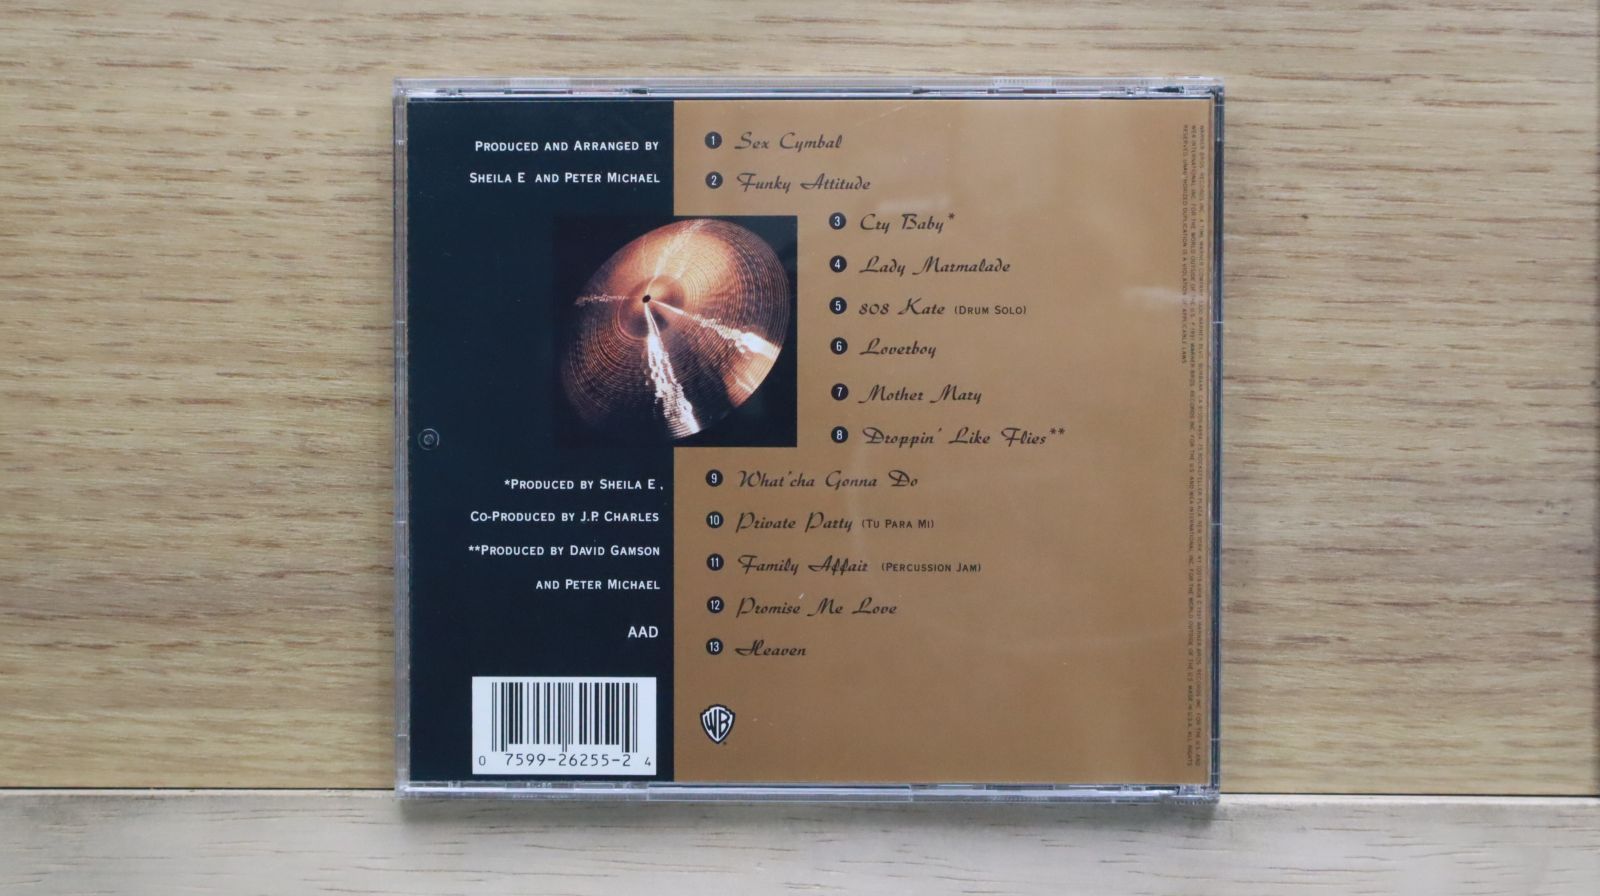 PRODUCED AND ARRANGED BY
SHEILA E AND PETER MICHAEL
1 Sex Cymbal
2 Funky Attitude
3 Cry Baby*
4 Lady Marmalade
5 808 Kate (DRUM SOLO)
6 Loverboy
7 Mother Mary
8 Droppin' Like Flies**
9 What'cha Gonna Do
10 Private Party (TU PARA MI)
11 Family Affair (PERCUSSION JAM)
12 Promise Me Love
13 Heaven
*PRODUCED BY SHEILA E,
CO-PRODUCED BY J.P. CHARLES
**PRODUCED BY DAVID GAMSON
AND PETER MICHAEL
AAD
0 7599-26255-2 4
WB